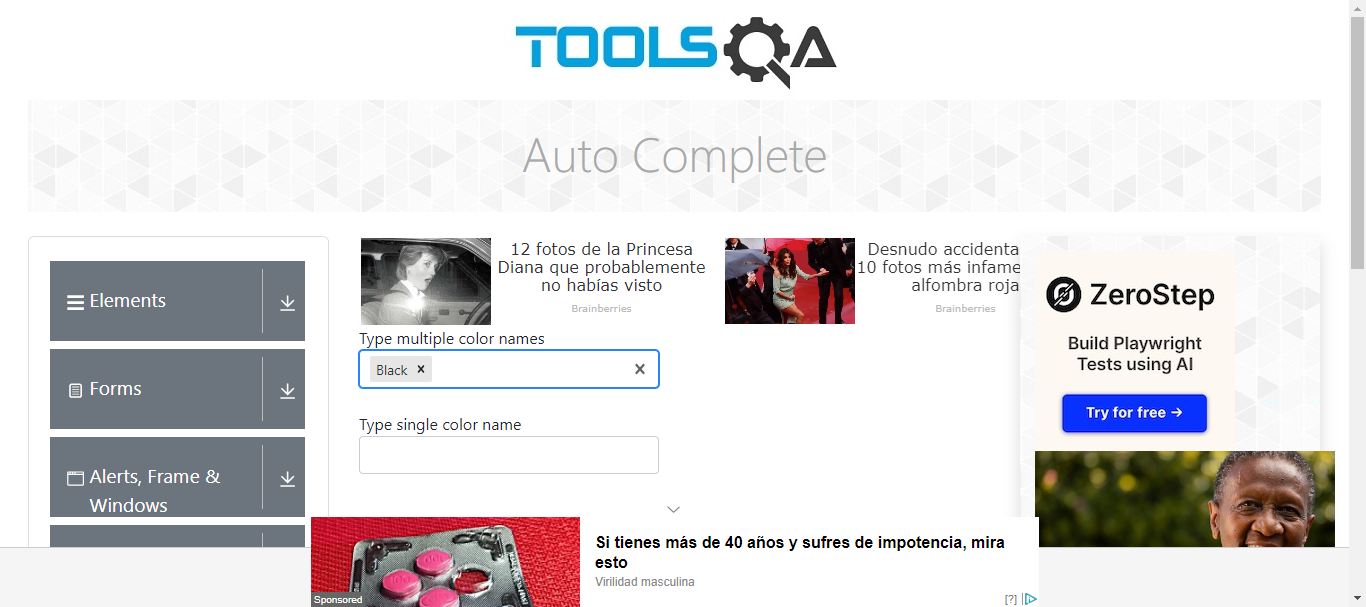 TOOLSQA
Auto Complete
Elements
Forms
Alerts, Frame &
Windows
12 fotos de la Princesa
Diana que probablemente
no habías visto
Brainberries
Desnudo accidenta
10 fotos más infame
alfombra roja
Brainberries
Type multiple color names
Black
Type single color name
ZeroStep
Build Playwright
Tests using AI
Try for free →
Si tienes más de 40 años y sufres de impotencia, mira
esto
Virilidad masculina
Sponsored
[?]